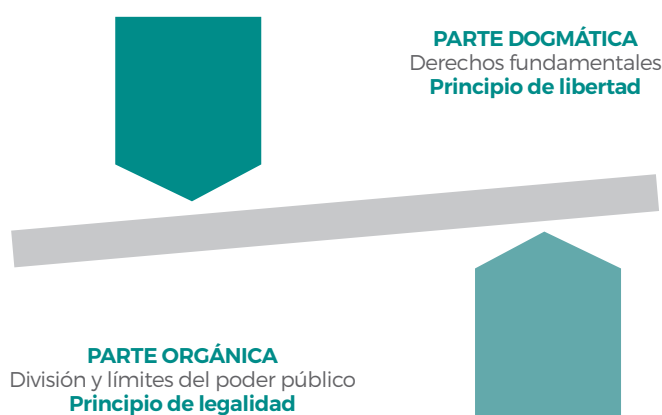 PARTE DOGMÁTICA
Derechos fundamentales
Principio de libertad
PARTE ORGÁNICA
División y límites del poder público
Principio de legalidad